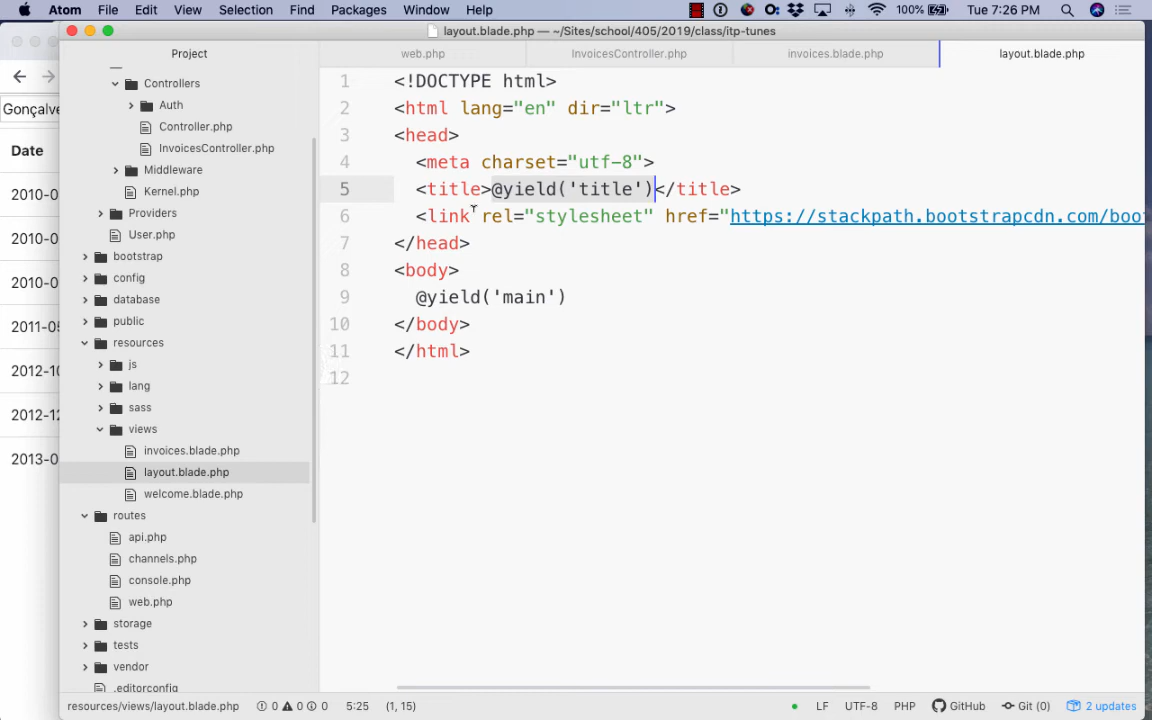 Atom File Edit View Selection Find Packages Window Help 100% Tue 7:26 PM
layout.blade.php — ~/Sites/school/405/2019/class/itp-tunes
Project
web.php InvoicesController.php invoices.blade.php layout.blade.php
Gonçalve
Date
2010-0
2010-0
2010-0
2011-05
2012-10
2012-12
2013-0
Controllers
Auth
Controller.php
InvoicesController.php
Middleware
Kernel.php
Providers
User.php
bootstrap
config
database
public
resources
js
lang
sass
views
invoices.blade.php
layout.blade.php
welcome.blade.php
routes
api.php
channels.php
console.php
web.php
storage
tests
vendor
.editorconfig
1 <!DOCTYPE html>
2 <html lang="en" dir="ltr">
3 <head>
4 <meta charset="utf-8">
5 <title>@yield('title')</title>
6 <link rel="stylesheet" href="https://stackpath.bootstrapcdn.com/boo
7 </head>
8 <body>
9 @yield('main')
10 </body>
11 </html>
12
resources/views/layout.blade.php 0 0 0 5:25 (1, 15) LF UTF-8 PHP GitHub Git (0) 2 updates